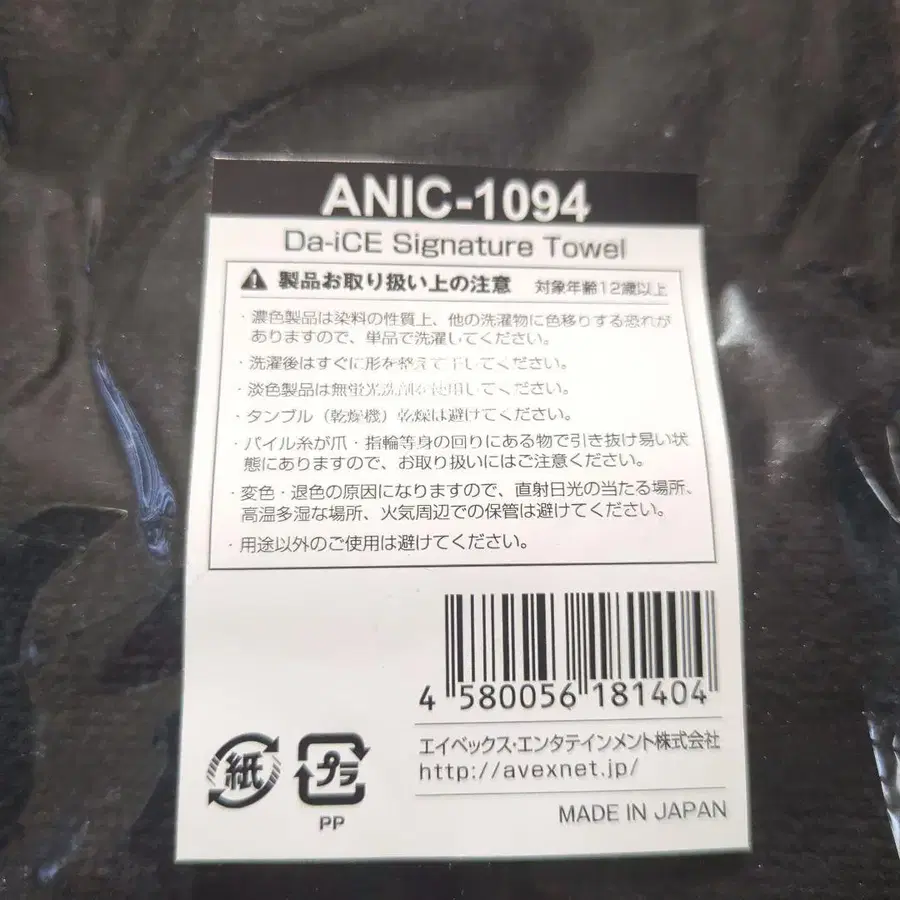 ANIC-1094
Da-iCE Signature Towel
製品お取り扱い上の注意 対象年齢12歳以上
・濃色製品は染料の性質上、他の洗濯物に色移りする恐れが
ありますので、単品で洗濯してください。
・洗濯後はすぐに形を整えて干してください。
・淡色製品は無蛍光洗剤を使用してください。
・タンブル（乾燥機）乾燥は避けてください。
・パイル糸が爪・指輪等身の回りにある物で引き抜け易い状
態にありますので、お取り扱いにはご注意ください。
・変色・退色の原因になりますので、直射日光の当たる場所、
高温多湿な場所、火気周辺での保管は避けてください。
・用途以外のご使用は避けてください。
4 580056 181404
エイベックス・エンタテインメント株式会社
http://avexnet.jp/
紙 プラ
PP
MADE IN JAPAN